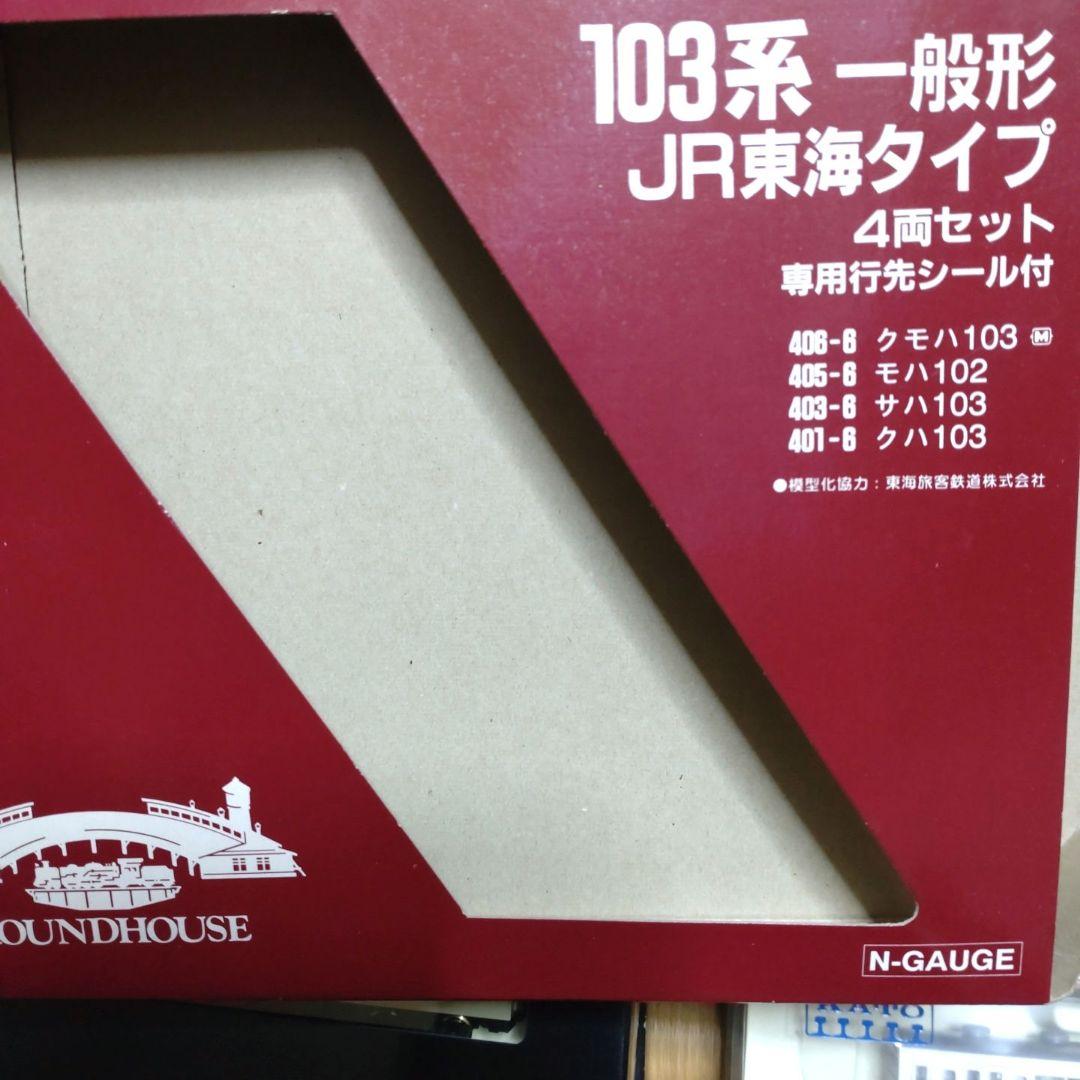 103系 一般形
JR東海タイプ
4両セット
専用行先シール付
406-6 クモハ103 M
405-6 モハ102
403-6 サハ103
401-6 クハ103
●模型化協力：東海旅客鉄道株式会社
OUNDHOUSE
N-GAUGE
KATO